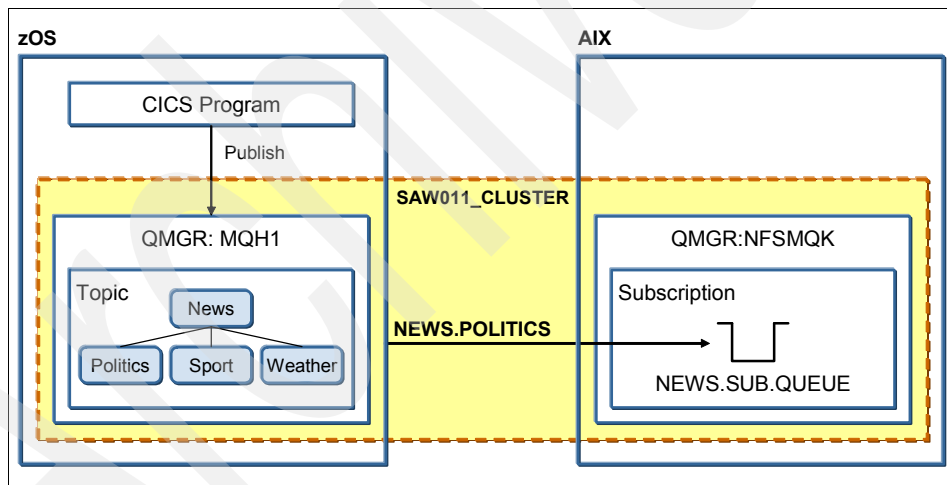 zOS
AIX
CICS Program
Publish
SAW011_CLUSTER
QMGR: MQH1
QMGR:NFSMQK
Topic
News
Politics
Sport
Weather
NEWS.POLITICS
Subscription
NEWS.SUB.QUEUE